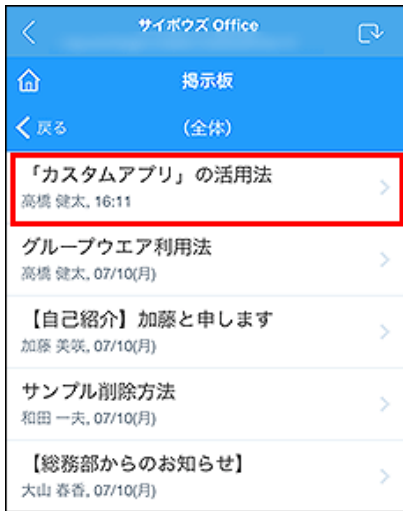 サイボウズ Office
掲示板
戻る (全体)
「カスタムアプリ」の活用法
高橋 健太, 16:11
グループウエア利用法
高橋 健太, 07/10(月)
【自己紹介】加藤と申します
加藤 美咲, 07/10(月)
サンプル削除方法
和田 一夫, 07/10(月)
【総務部からのお知らせ】
大山 春香, 07/10(月)